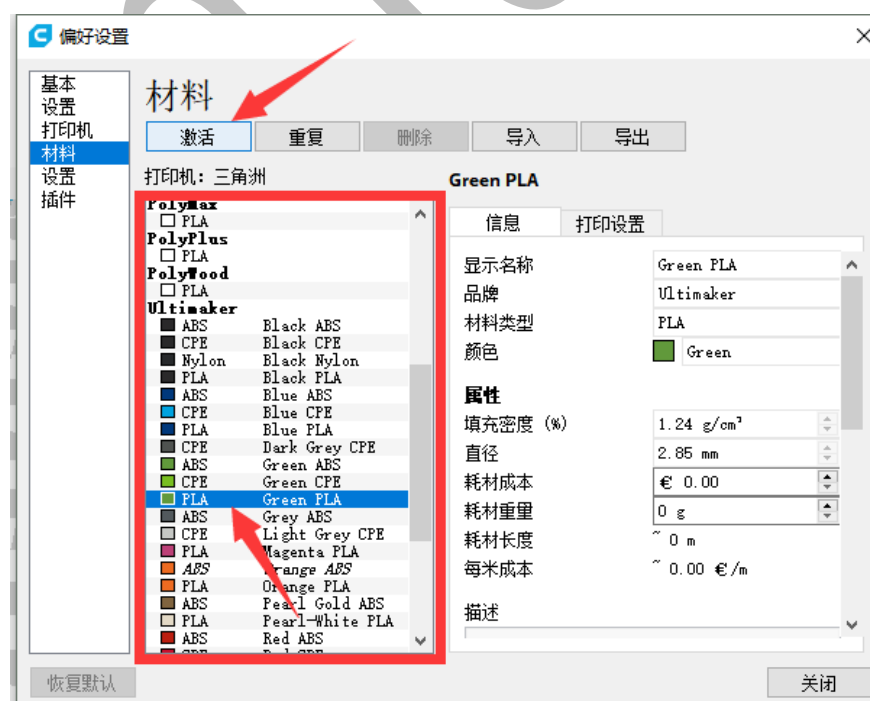 偏好设置
基本
设置
打印机
材料
设置
插件
材料
激活 重复 删除 导入 导出
打印机：三角洲
PolyMax
PLA
PolyPlus
PLA
PolyWood
PLA
Ultimaker
ABS Black ABS
CPE Black CPE
Nylon Black Nylon
PLA Black PLA
ABS Blue ABS
CPE Blue CPE
PLA Blue PLA
CPE Dark Grey CPE
ABS Green ABS
CPE Green CPE
PLA Green PLA
ABS Grey ABS
CPE Light Grey CPE
PLA Magenta PLA
ABS Orange ABS
PLA Orange PLA
ABS Pearl Gold ABS
PLA Pearl-White PLA
ABS Red ABS
Green PLA
信息 打印设置
显示名称 Green PLA
品牌 Ultimaker
材料类型 PLA
颜色 Green
属性
填充密度（%） 1.24 g/cm³
直径 2.85 mm
耗材成本 € 0.00
耗材重量 0 g
耗材长度 ~ 0 m
每米成本 ~ 0.00 €/m
描述
恢复默认
关闭